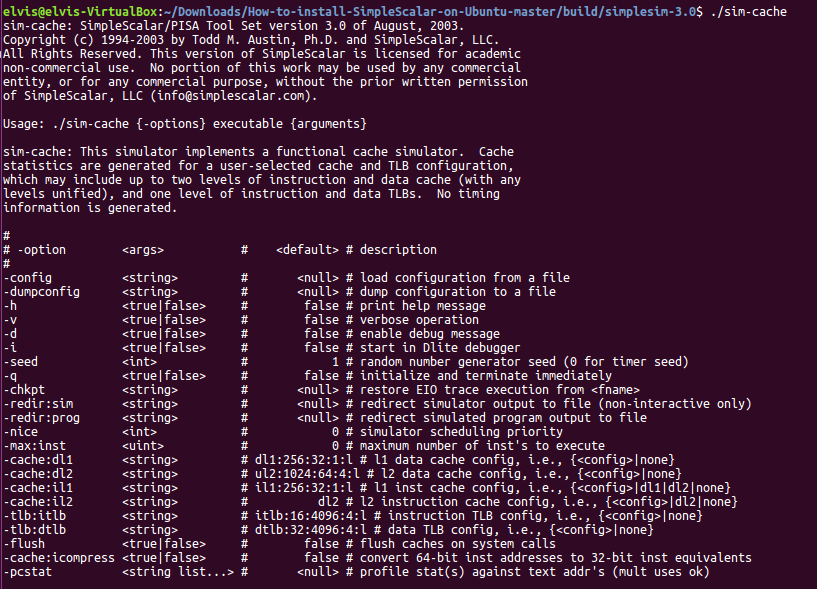 elvis@elvis-VirtualBox:~/Downloads/How-to-install-SimpleScalar-on-Ubuntu-master/build/simplesim-3.0$ ./sim-cache
sim-cache: SimpleScalar/PISA Tool Set version 3.0 of August, 2003.
Copyright (c) 1994-2003 by Todd M. Austin, Ph.D. and SimpleScalar, LLC.
All Rights Reserved. This version of SimpleScalar is licensed for academic
non-commercial use.  No portion of this work may be used by any commercial
entity, or for any commercial purpose, without the prior written permission
of SimpleScalar, LLC (info@simplescalar.com).

Usage: ./sim-cache {-options} executable {arguments}

sim-cache: This simulator implements a functional cache simulator.  Cache
statistics are generated for a user-selected cache and TLB configuration,
which may include up to two levels of instruction and data cache (with any
levels unified), and one level of instruction and data TLBs.  No timing
information is generated.

#
# -option        <args>           #    <default> # description
#
-config          <string>         #       <null> # load configuration from a file
-dumpconfig      <string>         #       <null> # dump configuration to a file
-h               <true|false>     #        false # print help message
-v               <true|false>     #        false # verbose operation
-d               <true|false>     #        false # enable debug message
-i               <true|false>     #        false # start in Dlite debugger
-seed            <int>            #            1 # random number generator seed (0 for timer seed)
-q               <true|false>     #        false # initialize and terminate immediately
-chkpt           <string>         #       <null> # restore EIO trace execution from <fname>
-redir:sim       <string>         #       <null> # redirect simulator output to file (non-interactive only)
-redir:prog      <string>         #       <null> # redirect simulated program output to file
-nice            <int>            #            0 # simulator scheduling priority
-max:inst        <uint>           #            0 # maximum number of inst's to execute
-cache:dl1       <string>         # dl1:256:32:1:l # l1 data cache config, i.e., {<config>|none}
-cache:dl2       <string>         # ul2:1024:64:4:l # l2 data cache config, i.e., {<config>|none}
-cache:il1       <string>         # il1:256:32:1:l # l1 inst cache config, i.e., {<config>|dl1|dl2|none}
-cache:il2       <string>         #          dl2 # l2 instruction cache config, i.e., {<config>|dl2|none}
-tlb:itlb        <string>         # itlb:16:4096:4:l # instruction TLB config, i.e., {<config>|none}
-tlb:dtlb        <string>         # dtlb:32:4096:4:l # data TLB config, i.e., {<config>|none}
-flush           <true|false>     #        false # flush caches on system calls
-cache:icompress <true|false>     #        false # convert 64-bit inst addresses to 32-bit inst equivalents
-pcstat          <string list...> #       <null> # profile stat(s) against text addr's (mult uses ok)